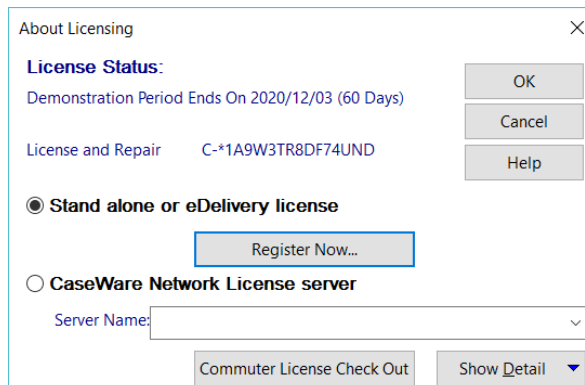 About Licensing
License Status:
Demonstration Period Ends On 2020/12/03 (60 Days)
OK
Cancel
License and Repair C-*1A9W3TR8DF74UND
Help
Stand alone or eDelivery license
Register Now...
CaseWare Network License server
Server Name:
Commuter License Check Out
Show Detail